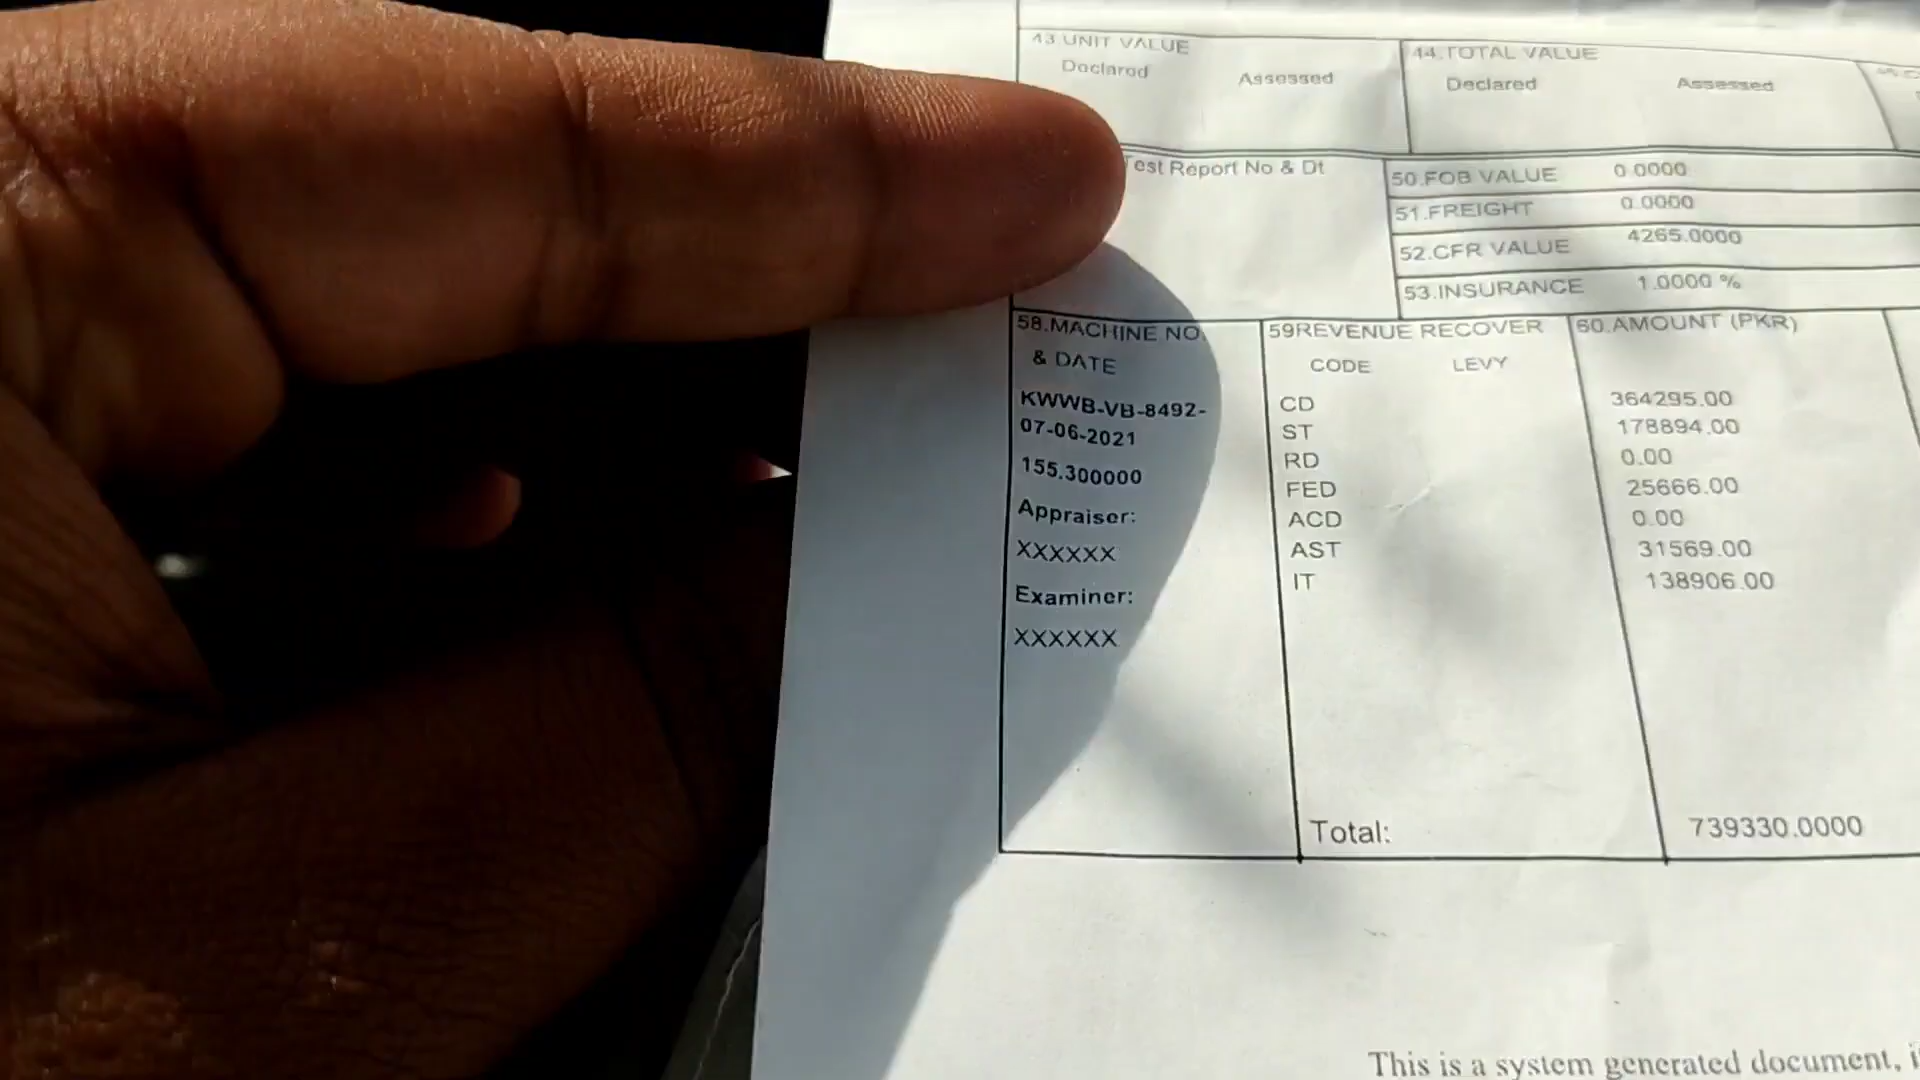 43.UNIT VALUE
Declared Assessed
44.TOTAL VALUE
Declared Assessed
Test Report No & Dt
50.FOB VALUE 0.0000
51.FREIGHT 0.0000
52.CFR VALUE 4265.0000
53.INSURANCE 1.0000 %
58.MACHINE NO.
& DATE
KWWB-VB-8492-
07-06-2021
155.300000
Appraiser:
XXXXXX
Examiner:
XXXXXX
59REVENUE RECOVER 60.AMOUNT (PKR)
CODE LEVY
CD 364295.00
ST 178894.00
RD 0.00
FED 25666.00
ACD 0.00
AST 31569.00
IT 138906.00
Total: 739330.0000
This is a system generated document,